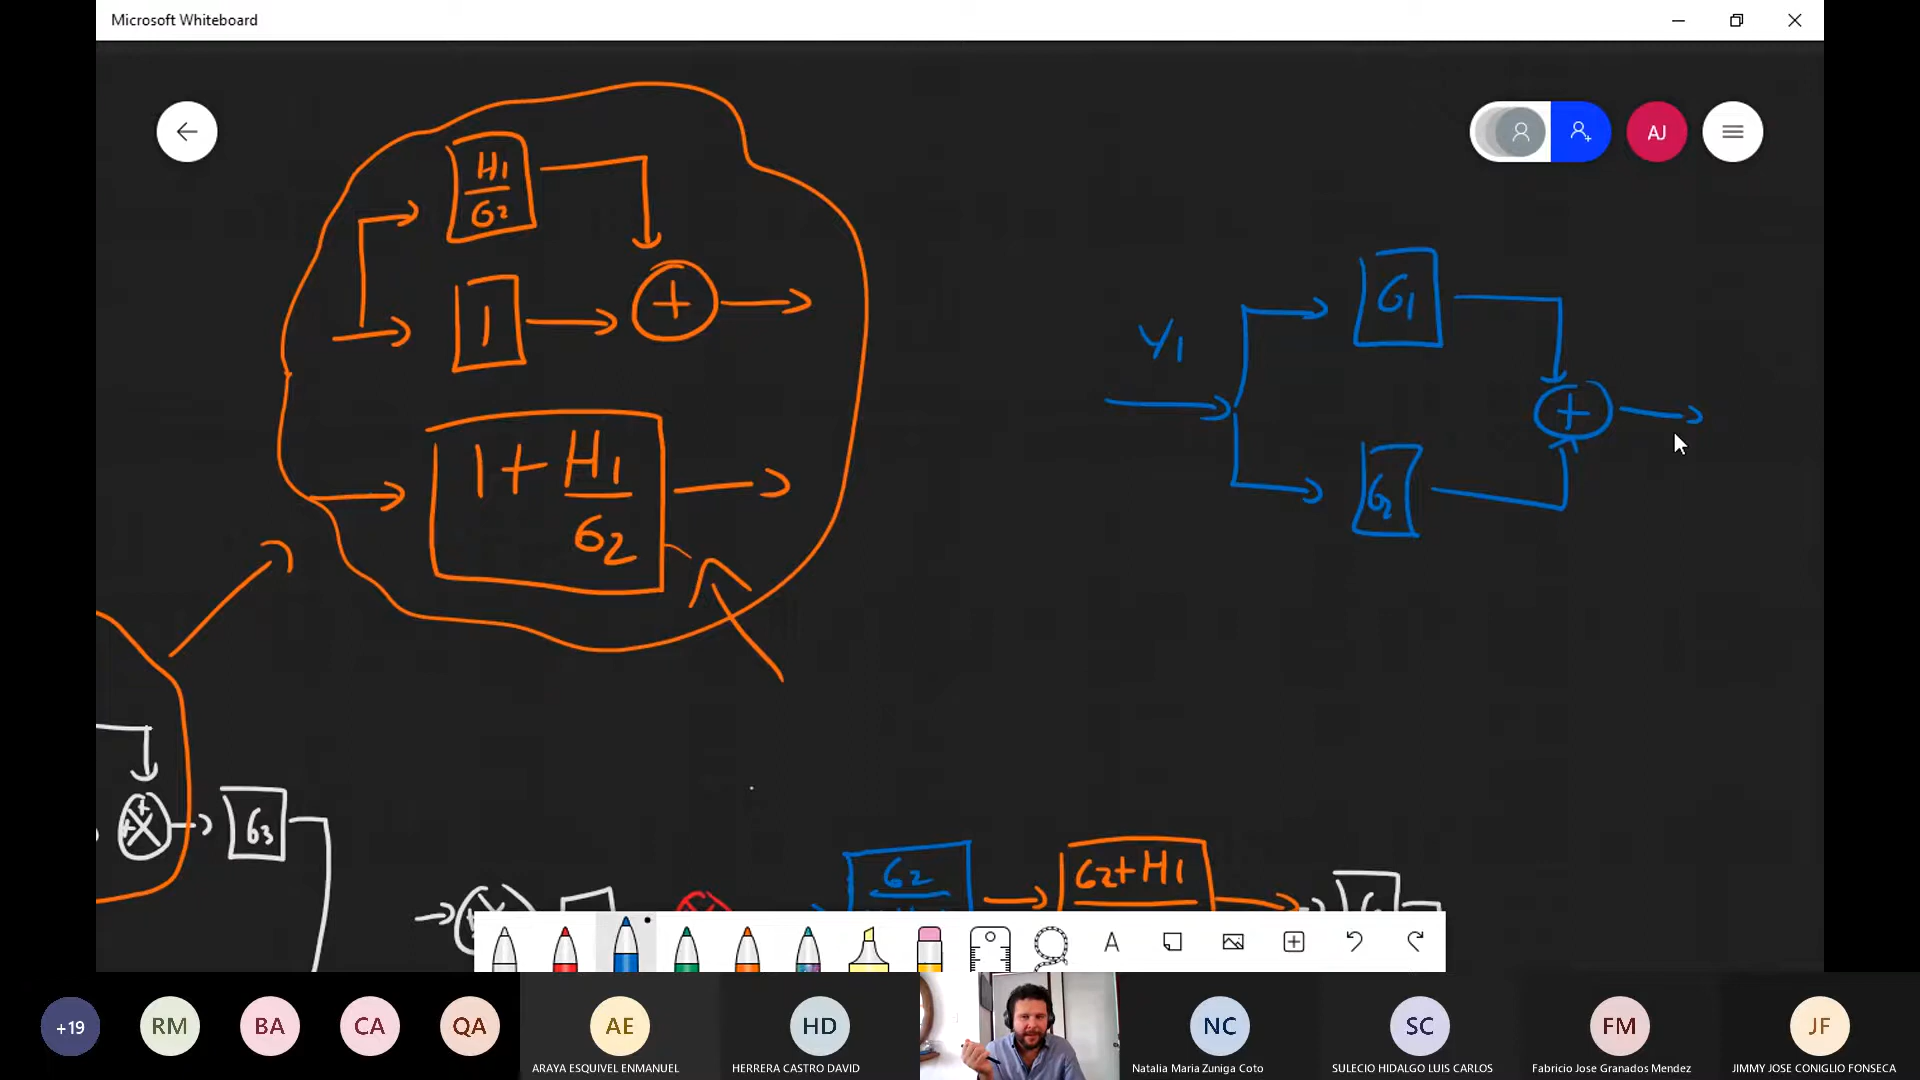 Microsoft Whiteboard
AJ
H1
G2
1
+
1 + H1
G2
Y1
G1
G2
+
G3
G2
G2+H1
A
+19
RM
BA
CA
QA
AE
ARAYA ESQUIVEL ENMANUEL
HD
HERRERA CASTRO DAVID
NC
Natalia Maria Zuniga Coto
SC
SULECIO HIDALGO LUIS CARLOS
FM
Fabricio Jose Granados Mendez
JF
JIMMY JOSE CONIGLIO FONSECA